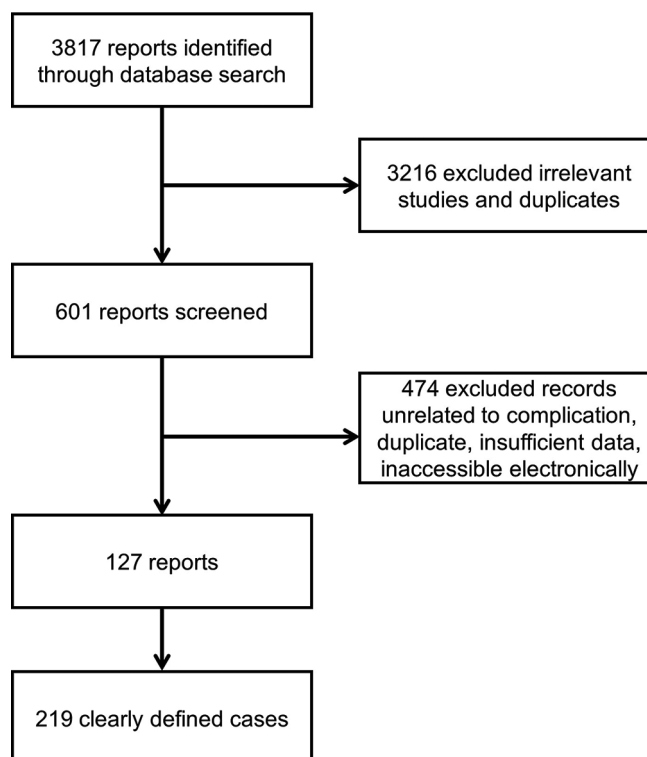 3817 reports identified
through database search
3216 excluded irrelevant
studies and duplicates
601 reports screened
474 excluded records
unrelated to complication,
duplicate, insufficient data,
inaccessible electronically
127 reports
219 clearly defined cases